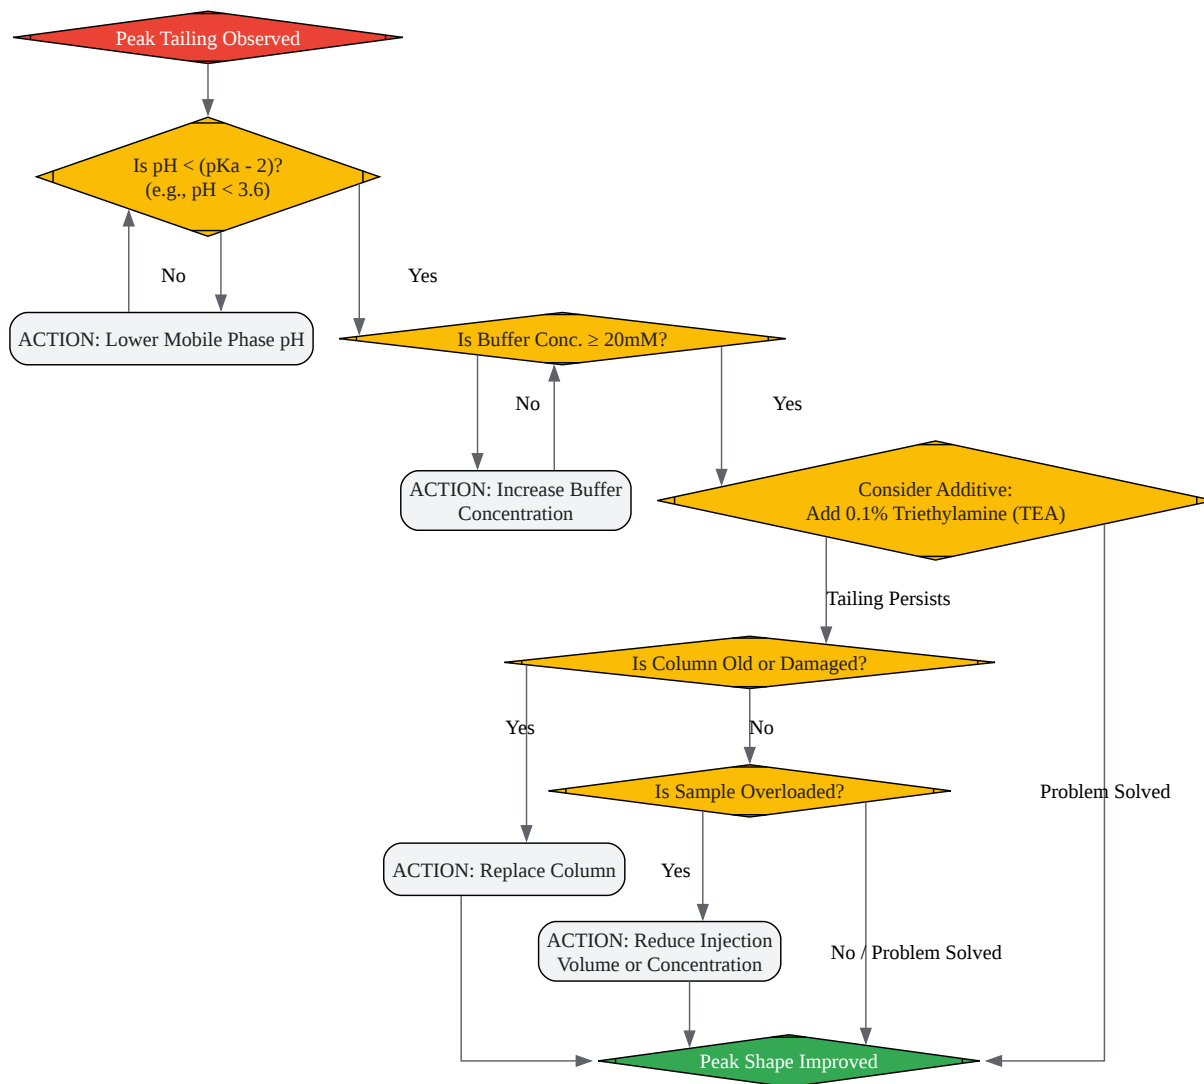 Peak Tailing Observed
Is pH < (pKa - 2)?
(e.g., pH < 3.6)
No
Yes
ACTION: Lower Mobile Phase pH
Is Buffer Conc. ≥ 20mM?
No
Yes
ACTION: Increase Buffer
Concentration
Consider Additive:
Add 0.1% Triethylamine (TEA)
Tailing Persists
Is Column Old or Damaged?
Yes
No
Is Sample Overloaded?
Problem Solved
ACTION: Replace Column
Yes
ACTION: Reduce Injection
Volume or Concentration
No / Problem Solved
Peak Shape Improved